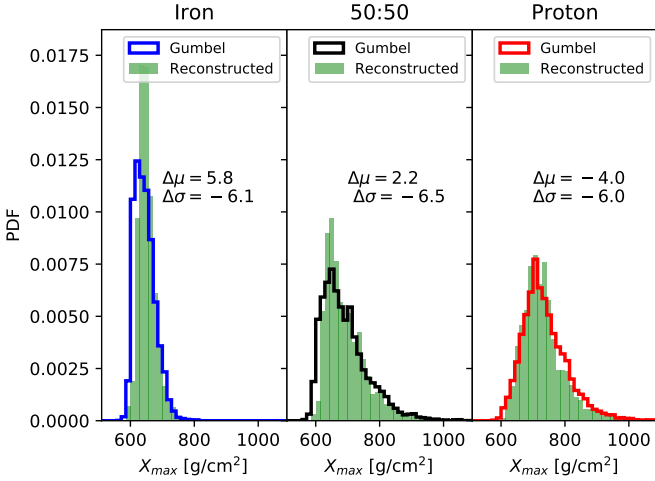 Iron
50:50
Proton
PDF
0.0175
0.0150
0.0125
0.0100
0.0075
0.0050
0.0025
0.0000
Gumbel
Reconstructed
Δμ = 5.8
Δσ = −6.1
600 800 1000
X_max [g/cm²]
Gumbel
Reconstructed
Δμ = 2.2
Δσ = −6.5
600 800 1000
X_max [g/cm²]
Gumbel
Reconstructed
Δμ = −4.0
Δσ = −6.0
600 800 1000
X_max [g/cm²]